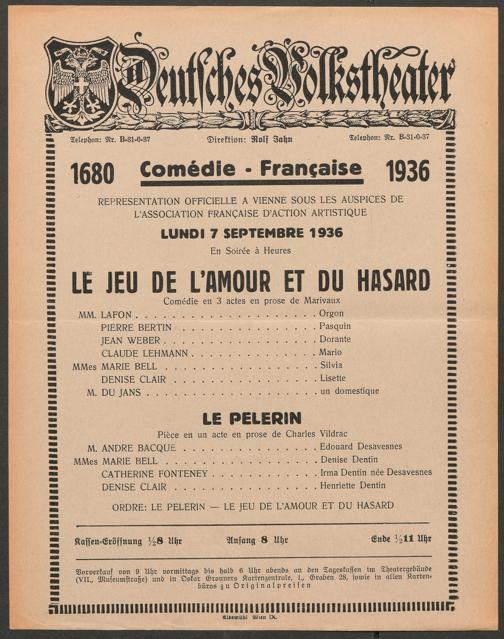 Deutsches Volkstheater
Telephon: Nr. B-31-0-37 Direktion: Rolf Jahn Telephon: Nr. B-31-0-37
1680 Comédie - Française 1936
REPRESENTATION OFFICIELLE A VIENNE SOUS LES AUSPICES DE
L'ASSOCIATION FRANÇAISE D'ACTION ARTISTIQUE
LUNDI 7 SEPTEMBRE 1936
En Soirée à Heures
LE JEU DE L'AMOUR ET DU HASARD
Comédie en 3 actes en prose de Marivaux
MM. LAFON . . . . . . . . . . . . . . . . . . . Orgon
PIERRE BERTIN . . . . . . . . . . . . . . . Pasquin
JEAN WEBER . . . . . . . . . . . . . . . . Dorante
CLAUDE LEHMANN . . . . . . . . . . . . . Mario
MMes MARIE BELL . . . . . . . . . . . . . . . . Silvia
DENISE CLAIR . . . . . . . . . . . . . . . Lisette
M. DU JANS . . . . . . . . . . . . . . . . . . un domestique
LE PELERIN
Pièce en un acte en prose de Charles Vildrac
M. ANDRE BACQUE . . . . . . . . . . . . . . Edouard Desavesnes
MMes MARIE BELL . . . . . . . . . . . . . . . . Denise Dentin
CATHERINE FONTENEY . . . . . . . . . . . Irma Dentin née Desavesnes
DENISE CLAIR . . . . . . . . . . . . . . . Henriette Dentin
ORDRE: LE PELERIN — LE JEU DE L'AMOUR ET DU HASARD
Kassen-Eröffnung ½8 Uhr Anfang 8 Uhr Ende ½11 Uhr
Vorverkauf von 9 Uhr vormittags bis halb 6 Uhr abends an den Tageskassen im Theatergebäude
(VII., Museumstraße) und in Oskar Grouners Kartenzentrale, I., Graben 28, sowie in allen Karten-
büros zu Originalpreisen
Elbemühl Wien IX.